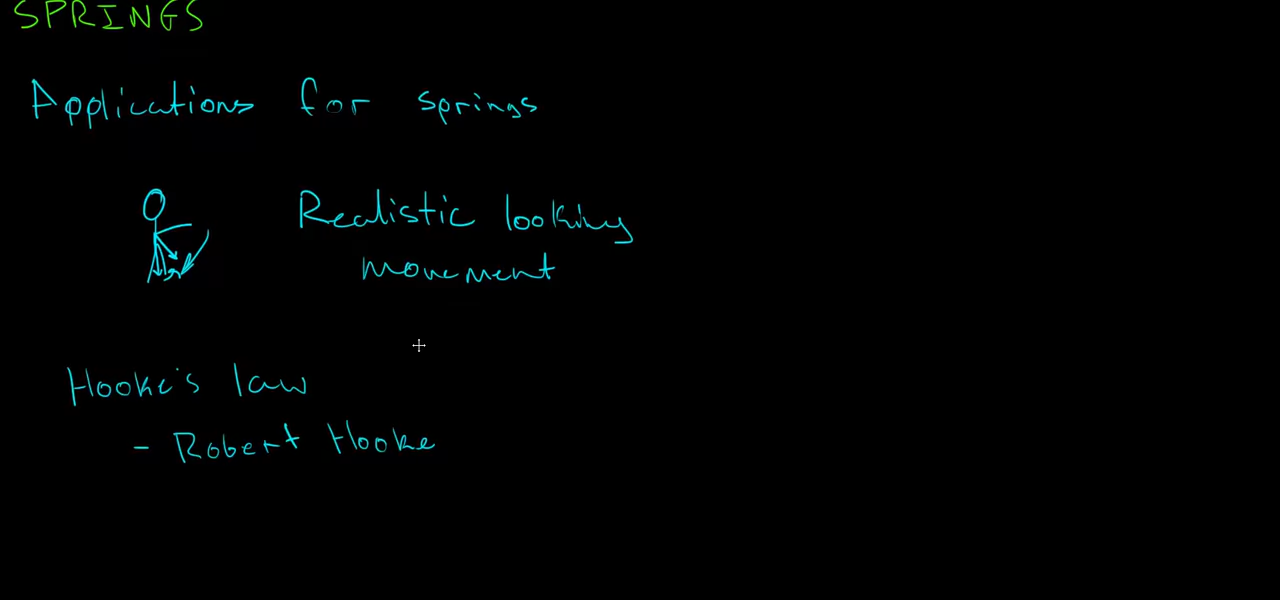 SPRINGS
Applications for springs
Realistic looking
movement
Hooke's law
- Robert Hooke